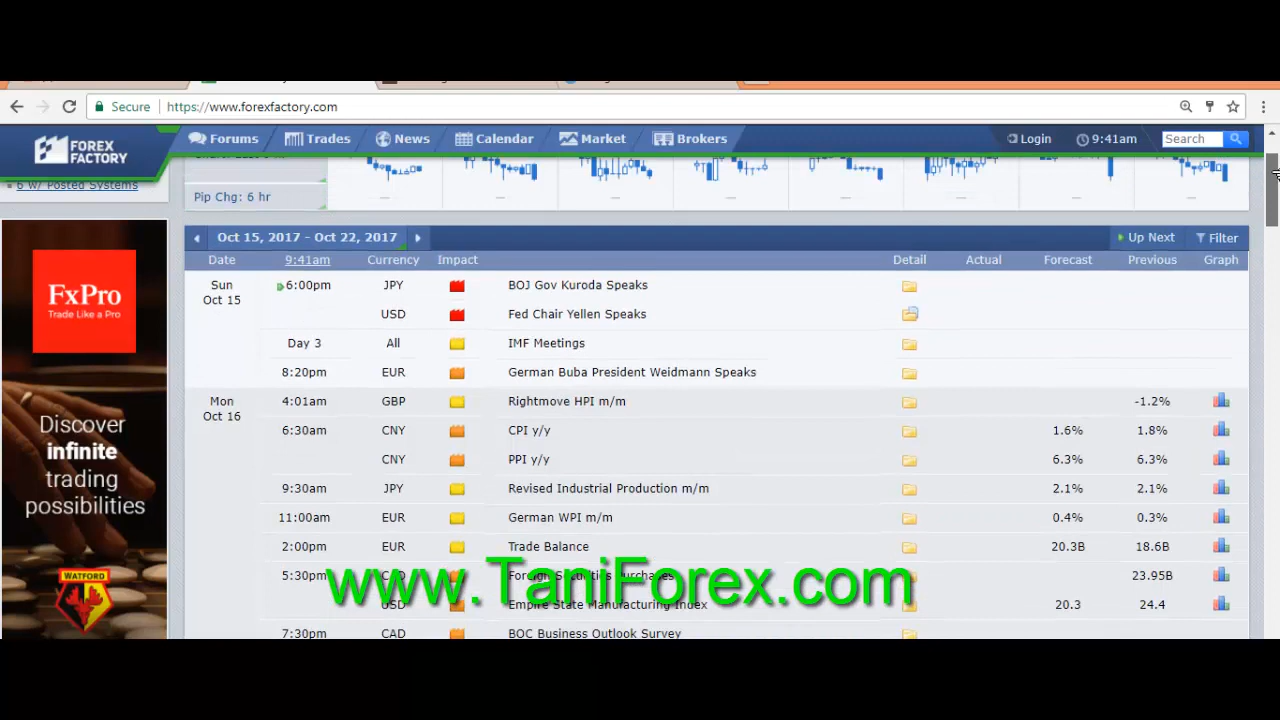 Secure https://www.forexfactory.com
FOREX FACTORY Forums Trades News Calendar Market Brokers Login 9:41am Search
6 w/ Posted Systems
Pip Chg: 6 hr
Oct 15, 2017 - Oct 22, 2017 Up Next Filter
Date 9:41am Currency Impact Detail Actual Forecast Previous Graph
Sun Oct 15 6:00pm JPY BOJ Gov Kuroda Speaks
USD Fed Chair Yellen Speaks
Day 3 All IMF Meetings
8:20pm EUR German Buba President Weidmann Speaks
Mon Oct 16 4:01am GBP Rightmove HPI m/m -1.2%
6:30am CNY CPI y/y 1.6% 1.8%
CNY PPI y/y 6.3% 6.3%
9:30am JPY Revised Industrial Production m/m 2.1% 2.1%
11:00am EUR German WPI m/m 0.4% 0.3%
2:00pm EUR Trade Balance 20.3B 18.6B
5:30pm CAD Foreign Securities Purchases 23.95B
USD Empire State Manufacturing Index 20.3 24.4
7:30pm CAD BOC Business Outlook Survey
www.TaniForex.com
FxPro
Trade Like a Pro
Discover
infinite
trading
possibilities
WATFORD